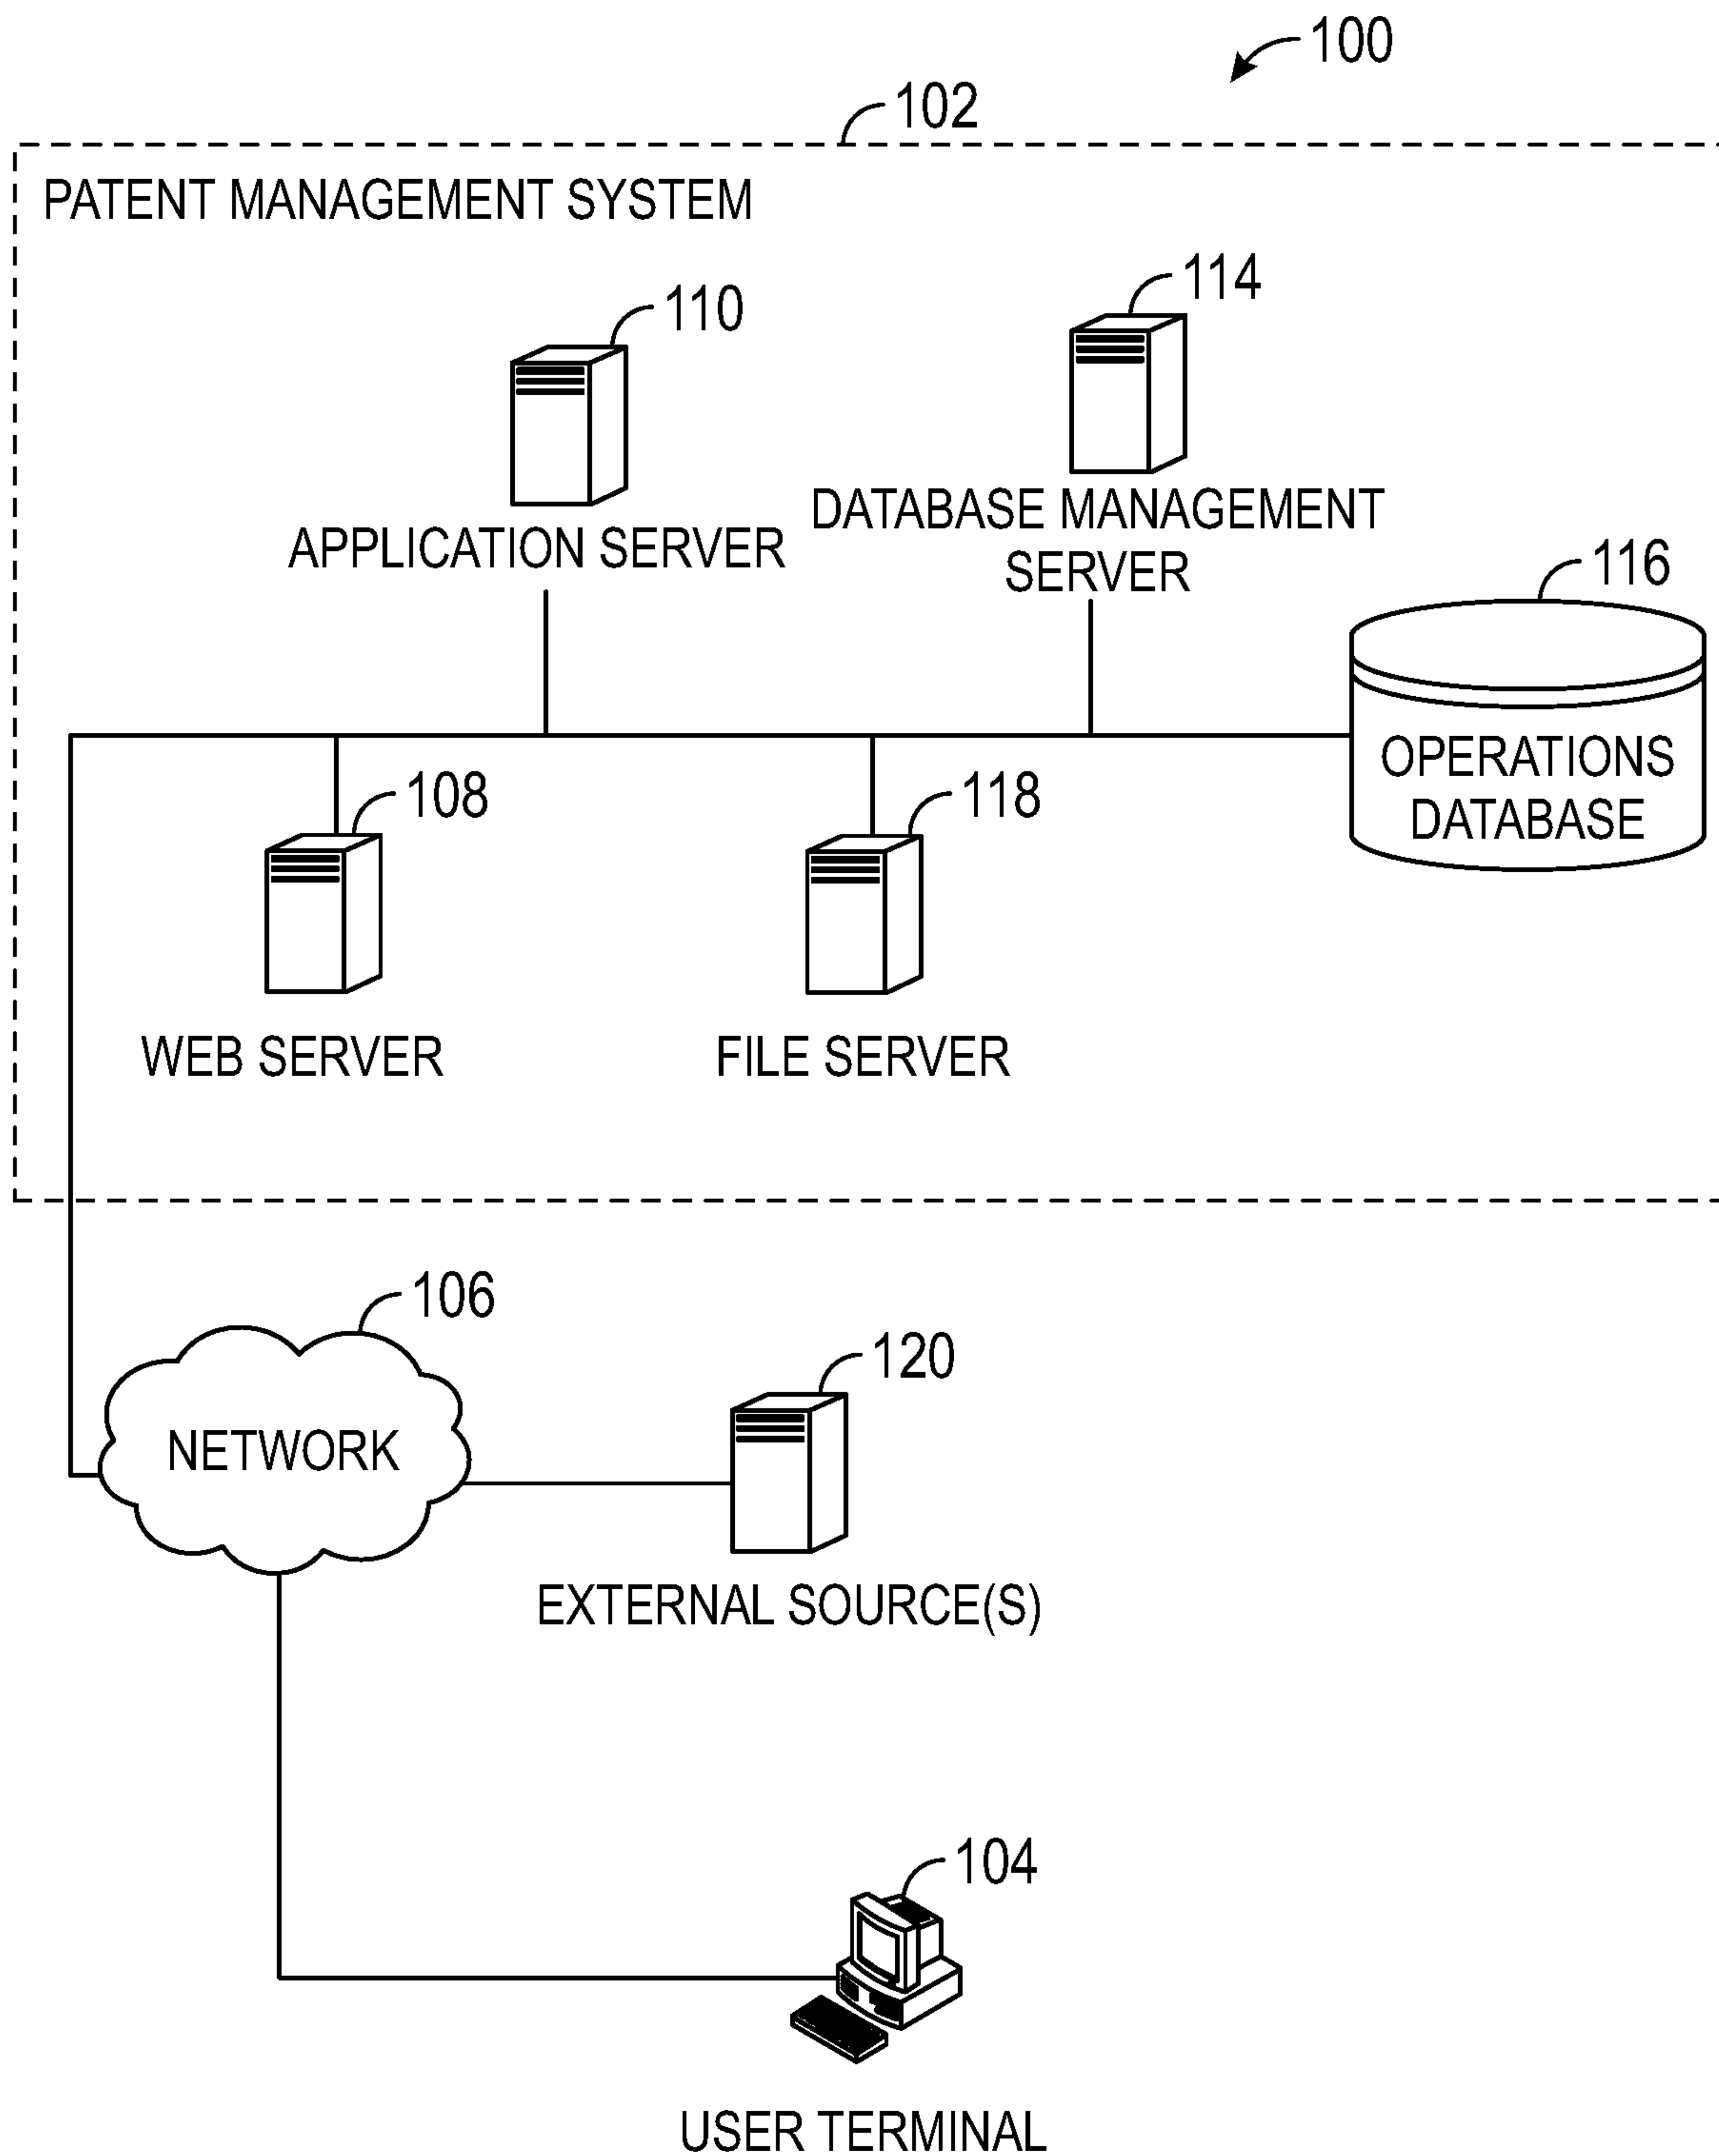 100
102
PATENT MANAGEMENT SYSTEM
114
110
DATABASE MANAGEMENT
SERVER
APPLICATION SERVER
116
OPERATIONS
DATABASE
108
118
WEB SERVER
FILE SERVER
106
NETWORK
120
EXTERNAL SOURCE(S)
104
USER TERMINAL